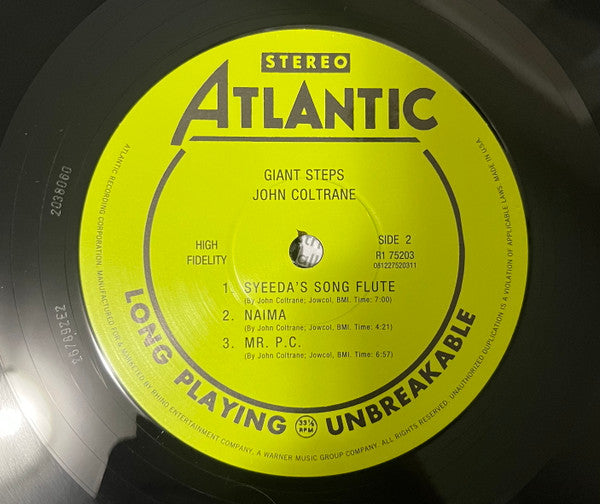 STEREO
ATLANTIC
GIANT STEPS
JOHN COLTRANE
HIGH
FIDELITY
SIDE 2
R1 75203
081227520311
1. SYEEDA'S SONG FLUTE
(By John Coltrane; Jowcol, BMI. Time: 7:00)
2. NAIMA
(By John Coltrane; Jowcol, BMI. Time: 4:21)
3. MR. P.C.
(By John Coltrane; Jowcol, BMI. Time: 6:57)
LONG PLAYING 33⅓ RPM UNBREAKABLE
ATLANTIC RECORDING CORPORATION. MANUFACTURED FOR & MARKETED BY RHINO ENTERTAINMENT COMPANY, A WARNER MUSIC GROUP COMPANY. ALL RIGHTS RESERVED. UNAUTHORIZED DUPLICATION IS A VIOLATION OF APPLICABLE LAWS. MADE IN U.S.A.
2038060